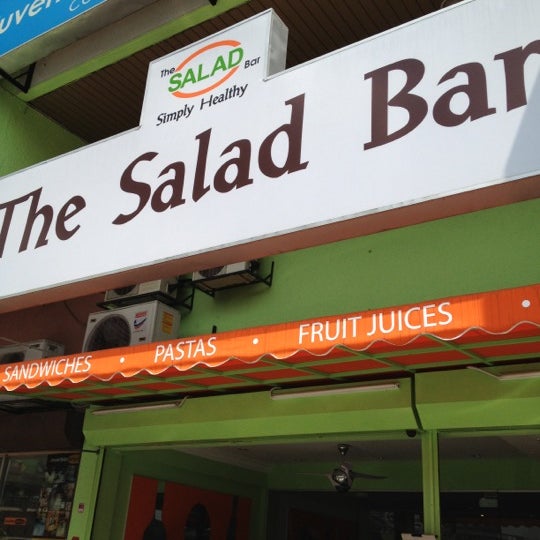 The
SALAD
Bar
Simply Healthy
The Salad Bar
SANDWICHES • PASTAS • FRUIT JUICES •